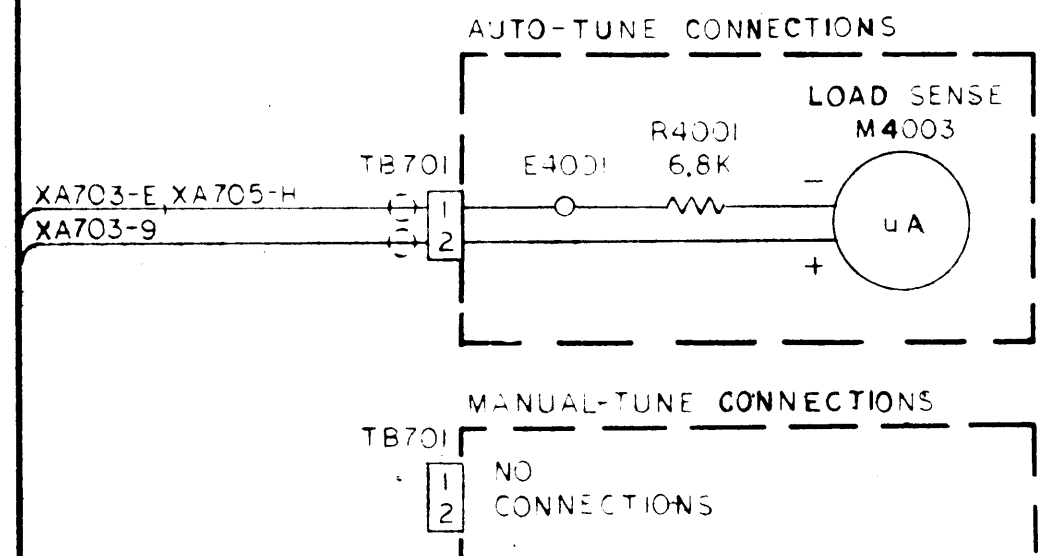 AUTO-TUNE CONNECTIONS
LOAD SENSE
M4003
R4001
6.8K
TB701
E4001
XA703-E, XA705-H
XA703-9
1
2
-
+
uA
MANUAL-TUNE CONNECTIONS
TB701
1
2
NO
CONNECTIONS